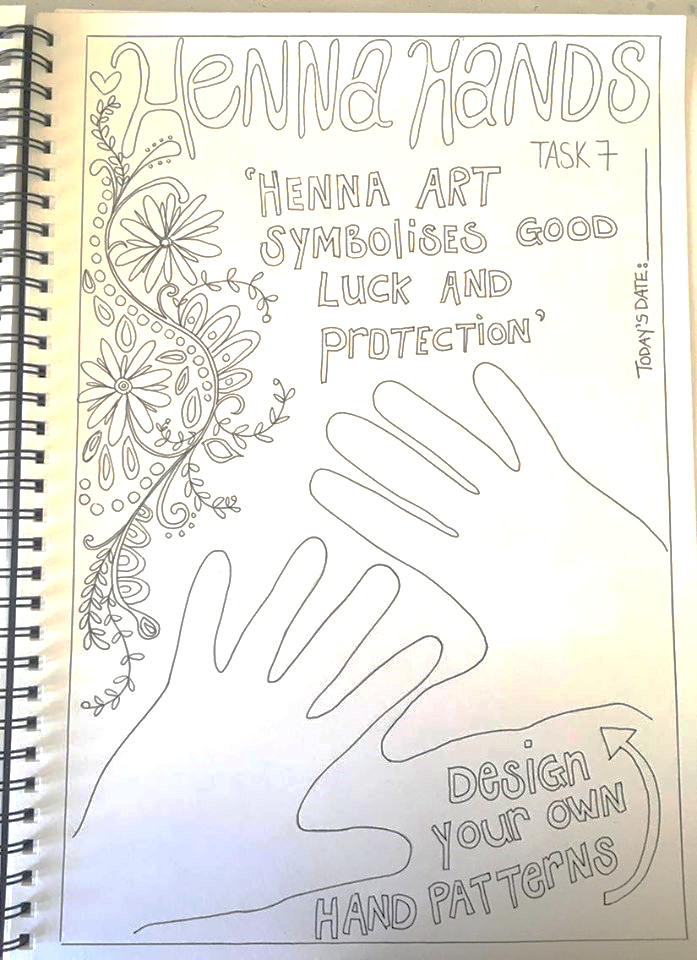 Henna Hands
TASK 7
'HENNA ART
SYMBOLISES GOOD
LUCK AND
PROTECTION'
TODAY'S DATE:
Design
your own
HAND PATTERNS